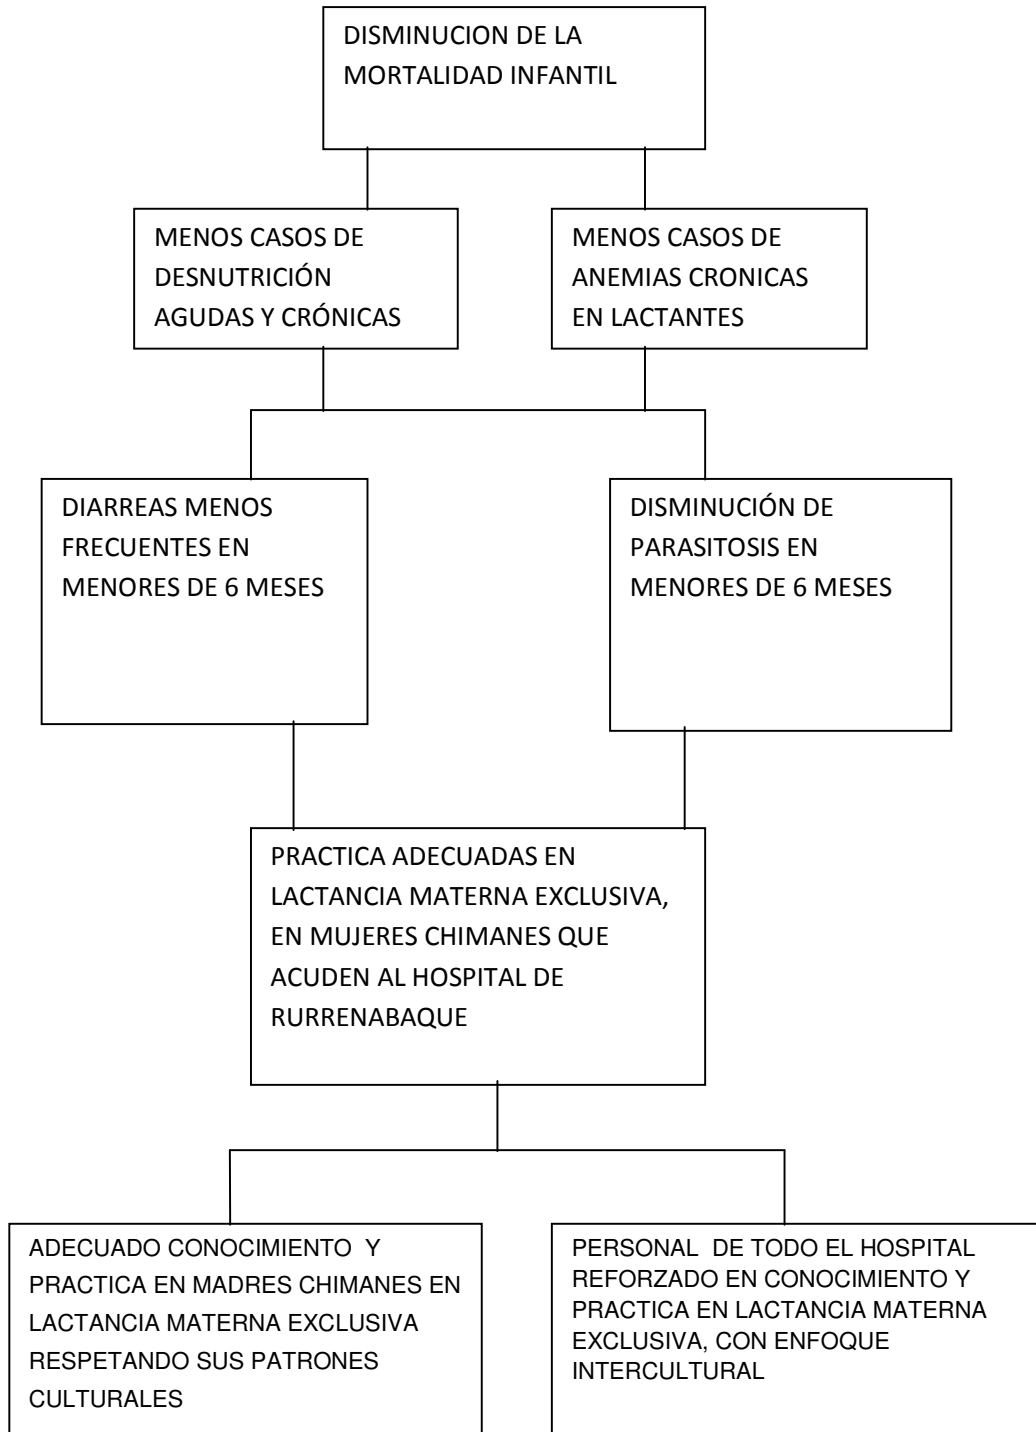 DISMINUCION DE LA
MORTALIDAD INFANTIL
MENOS CASOS DE
DESNUTRICIÓN
AGUDAS Y CRÓNICAS
MENOS CASOS DE
ANEMIAS CRONICAS
EN LACTANTES
DIARREAS MENOS
FRECUENTES EN
MENORES DE 6 MESES
DISMINUCIÓN DE
PARASITOSIS EN
MENORES DE 6 MESES
PRACTICA ADECUADAS EN
LACTANCIA MATERNA EXCLUSIVA,
EN MUJERES CHIMANES QUE
ACUDEN AL HOSPITAL DE
RURRENABAQUE
ADECUADO CONOCIMIENTO Y
PRACTICA EN MADRES CHIMANES EN
LACTANCIA MATERNA EXCLUSIVA
RESPETANDO SUS PATRONES
CULTURALES
PERSONAL DE TODO EL HOSPITAL
REFORZADO EN CONOCIMIENTO Y
PRACTICA EN LACTANCIA MATERNA
EXCLUSIVA, CON ENFOQUE
INTERCULTURAL